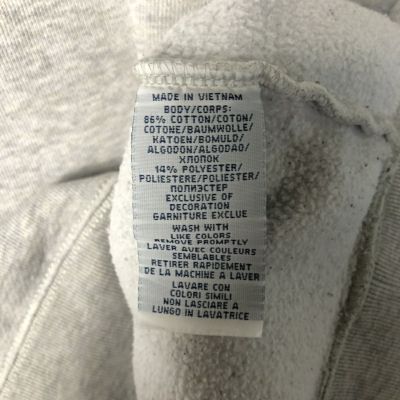 MADE IN VIETNAM
BODY/CORPS:
86% COTTON/COTON/
COTONE/BAUMWOLLE/
KATOEN/BOMULD/
ALGODON/ALGODAO/
ХЛОПОК
14% POLYESTER/
POLIESTERE/POLIESTER/
ПОЛИЭСТЕР
EXCLUSIVE OF
DECORATION
GARNITURE EXCLUE
WASH WITH
LIKE COLORS
REMOVE PROMPTLY
LAVER AVEC COULEURS
SEMBLABLES
RETIRER RAPIDEMENT
DE LA MACHINE A LAVER
LAVARE CON
COLORI SIMILI
NON LASCIARE A
LUNGO IN LAVATRICE